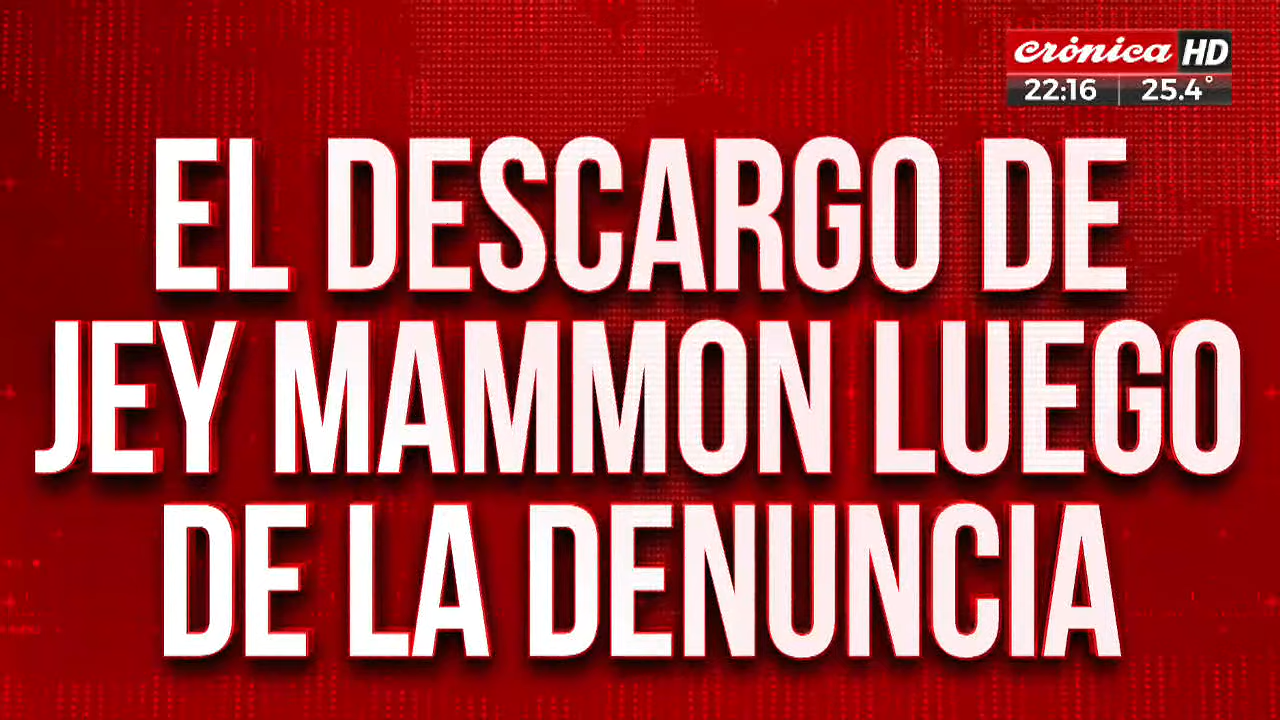 crónica HD
22:16 | 25.4°
EL DESCARGO DE
JEY MAMMON LUEGO
DE LA DENUNCIA